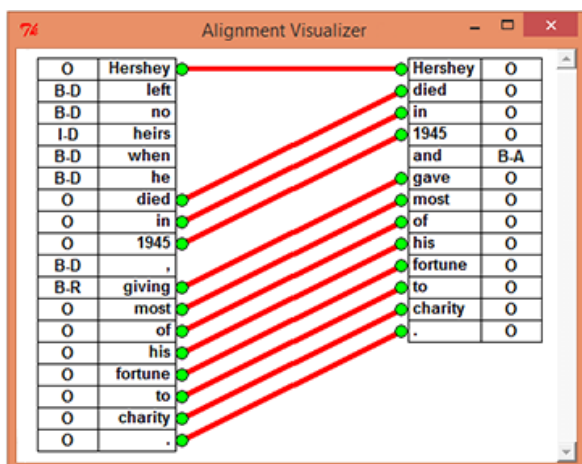 Alignment Visualizer
O Hershey Hershey O
B-D left died O
B-D no in O
I-D heirs 1945 O
B-D when and B-A
B-D he gave O
O died most O
O in of O
O 1945 his O
B-D , fortune O
B-R giving to O
O most charity O
O of . O
O his
O fortune
O to
O charity
O .